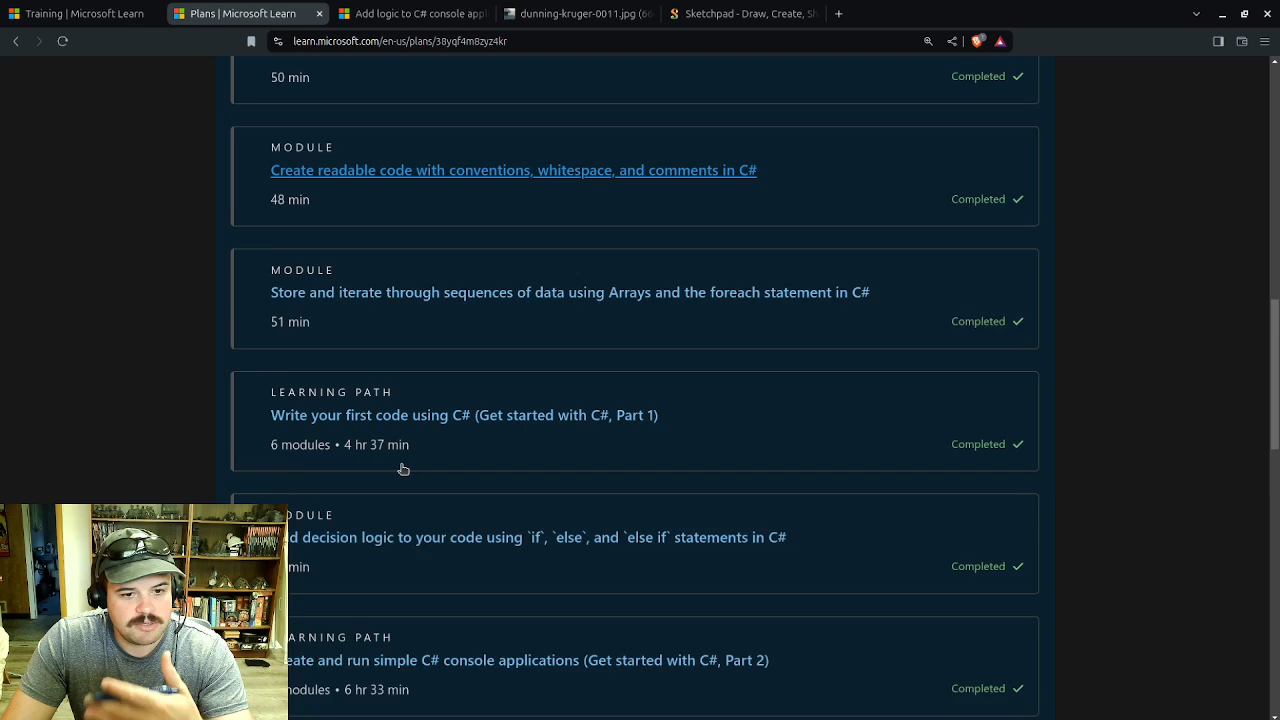 Training | Microsoft Learn
Plans | Microsoft Learn
Add logic to C# console appl
dunning-kruger-0011.jpg (66
Sketchpad - Draw, Create, Sh
learn.microsoft.com/en-us/plans/38yqf4m8zyz4kr
50 min
Completed
MODULE
Create readable code with conventions, whitespace, and comments in C#
48 min
Completed
MODULE
Store and iterate through sequences of data using Arrays and the foreach statement in C#
51 min
Completed
LEARNING PATH
Write your first code using C# (Get started with C#, Part 1)
6 modules • 4 hr 37 min
Completed
ODULE
d decision logic to your code using `if`, `else`, and `else if` statements in C#
min
Completed
ARNING PATH
eate and run simple C# console applications (Get started with C#, Part 2)
modules • 6 hr 33 min
Completed